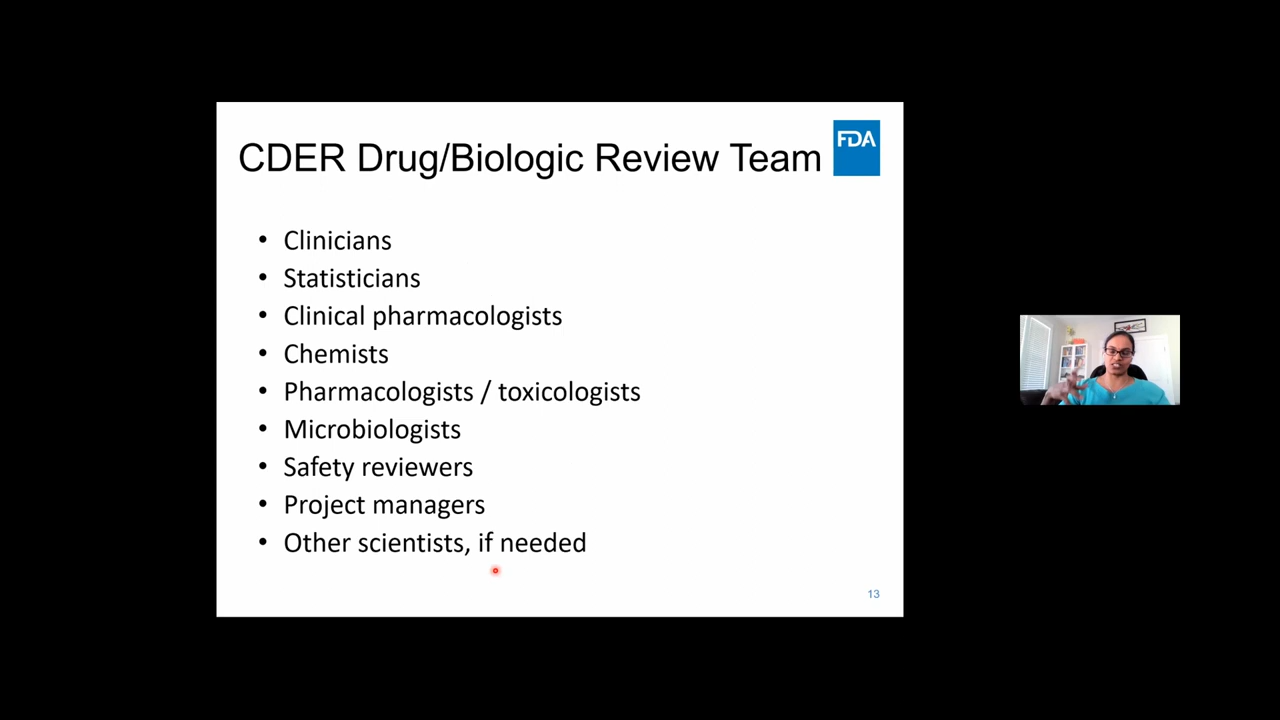 CDER Drug/Biologic Review Team
FDA
• Clinicians
• Statisticians
• Clinical pharmacologists
• Chemists
• Pharmacologists / toxicologists
• Microbiologists
• Safety reviewers
• Project managers
• Other scientists, if needed
13